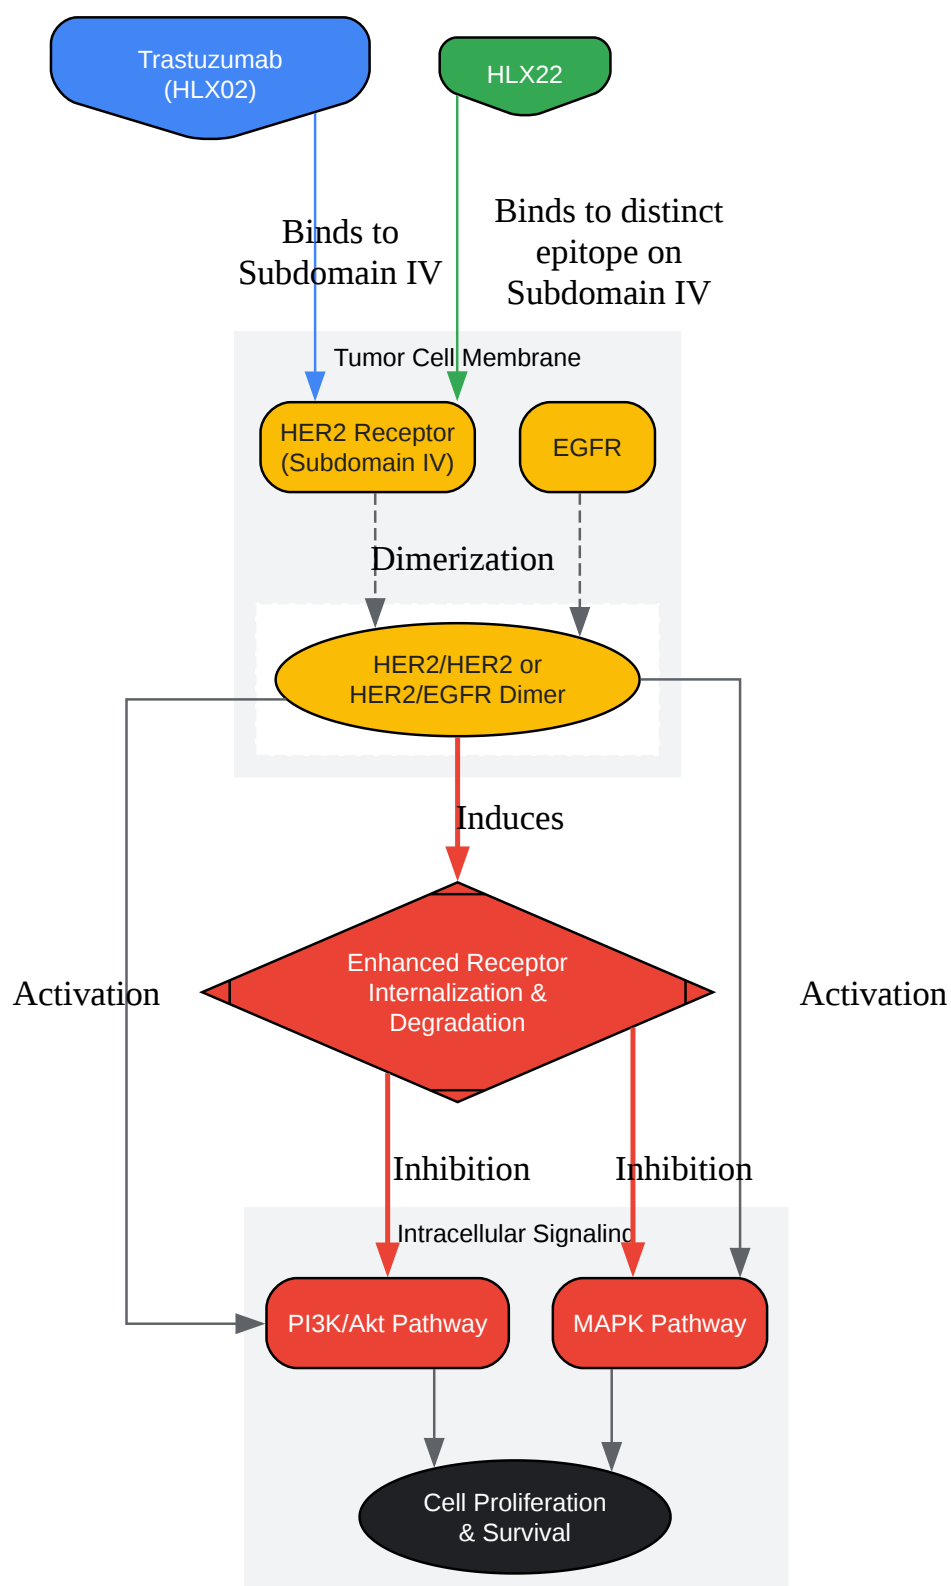 Trastuzumab
(HLX02)
HLX22
Binds to
Subdomain IV
Binds to distinct
epitope on
Subdomain IV
Tumor Cell Membrane
HER2 Receptor
(Subdomain IV)
EGFR
Dimerization
HER2/HER2 or
HER2/EGFR Dimer
Induces
Enhanced Receptor
Internalization &
Degradation
Activation
Activation
Inhibition
Inhibition
Intracellular Signaling
PI3K/Akt Pathway
MAPK Pathway
Cell Proliferation
& Survival